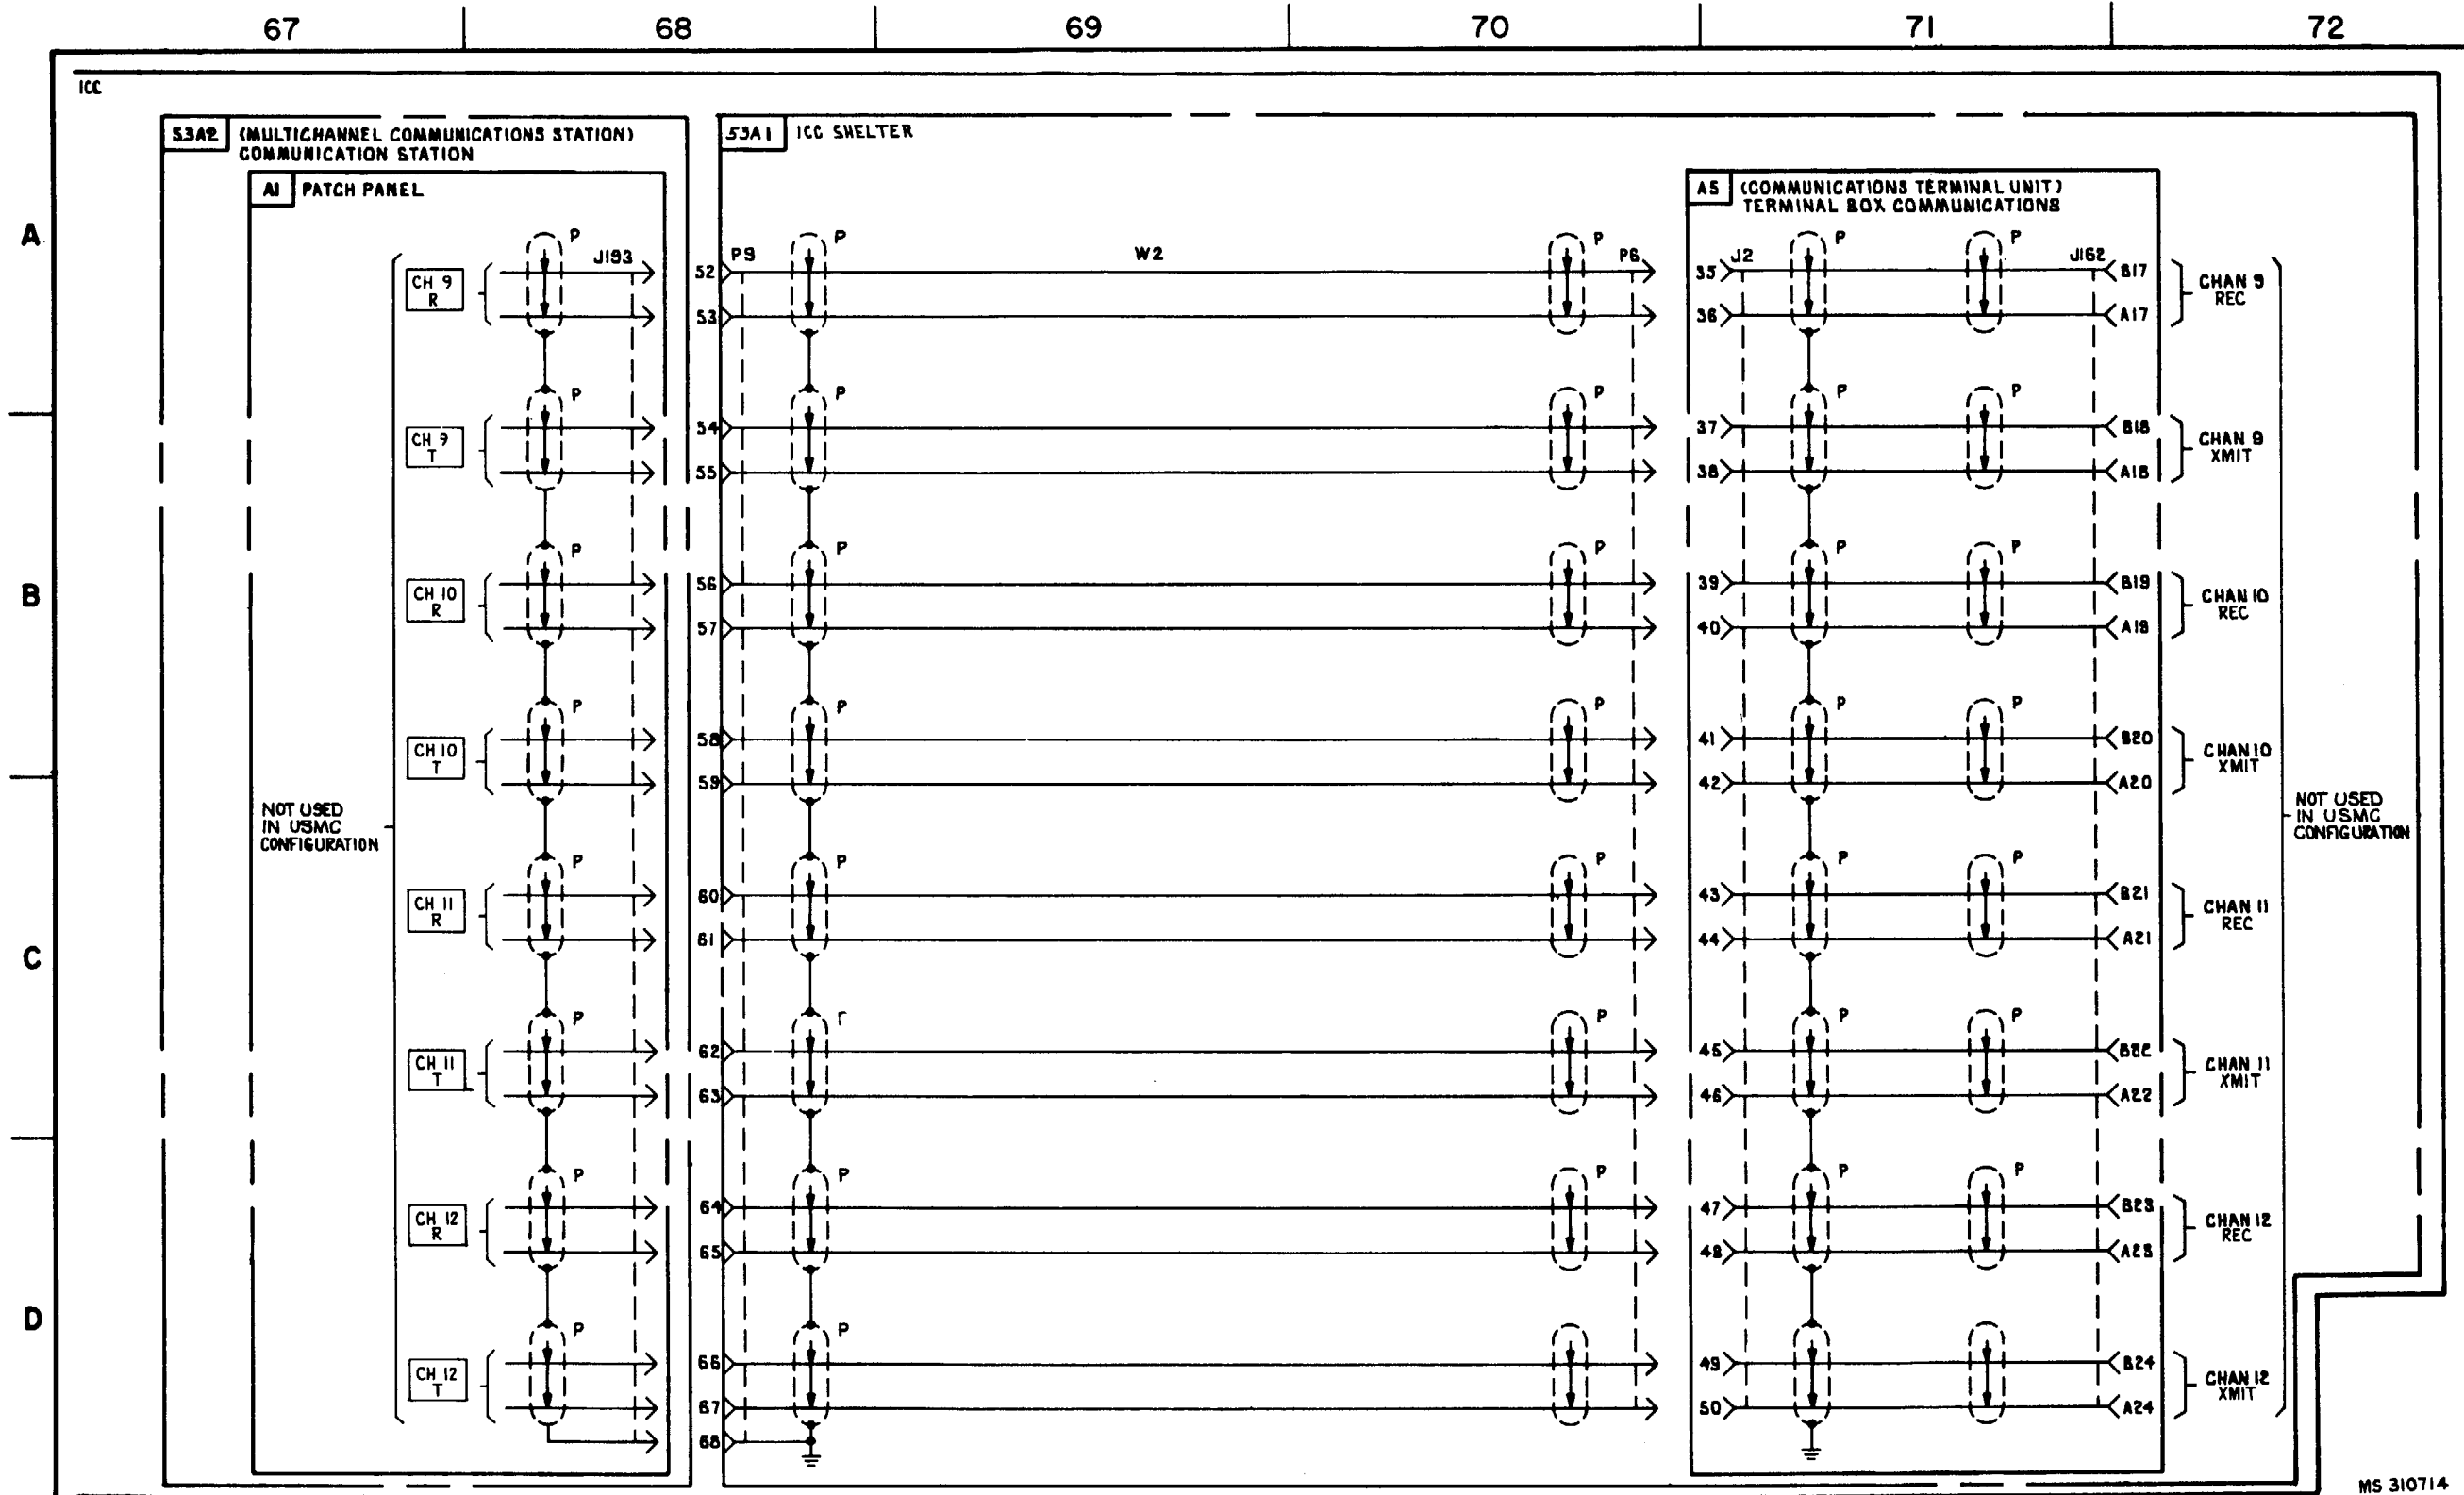 67 68 69 70 71 72
ICC
53A2 (MULTICHANNEL COMMUNICATIONS STATION)
COMMUNICATION STATION
A1 PATCH PANEL
53A1 ICC SHELTER
A5 (COMMUNICATIONS TERMINAL UNIT)
TERMINAL BOX COMMUNICATIONS
A
B
C
D
NOT USED
IN USMC
CONFIGURATION
CH 9
R
CH 9
T
CH 10
R
CH 10
T
CH 11
R
CH 11
T
CH 12
R
CH 12
T
J193
P P P P P P P P
52
53
54
55
56
57
58
59
60
61
62
63
64
65
66
67
68
P9
P P P P P P P
W2
P P P P P P P
P6
35
36
37
38
39
40
41
42
43
44
45
46
47
48
49
50
J2
P P P P P P P
P P P P P P P
J162
B17
A17
B18
A18
B19
A19
B20
A20
B21
A21
B22
A22
B23
A23
B24
A24
CHAN 9
REC
CHAN 9
XMIT
CHAN 10
REC
CHAN 10
XMIT
CHAN 11
REC
CHAN 11
XMIT
CHAN 12
REC
CHAN 12
XMIT
NOT USED
IN USMC
CONFIGURATION
MS 310714